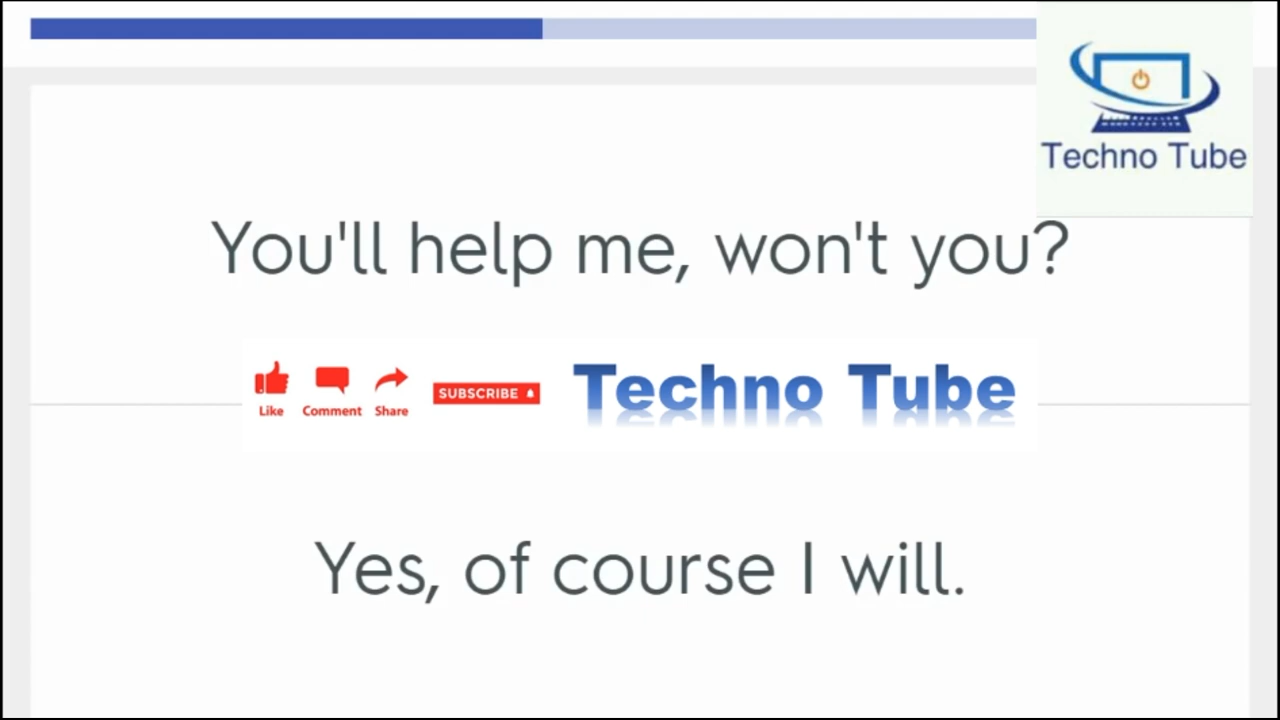 Techno Tube
You'll help me, won't you?
Like Comment Share SUBSCRIBE Techno Tube
Yes, of course I will.